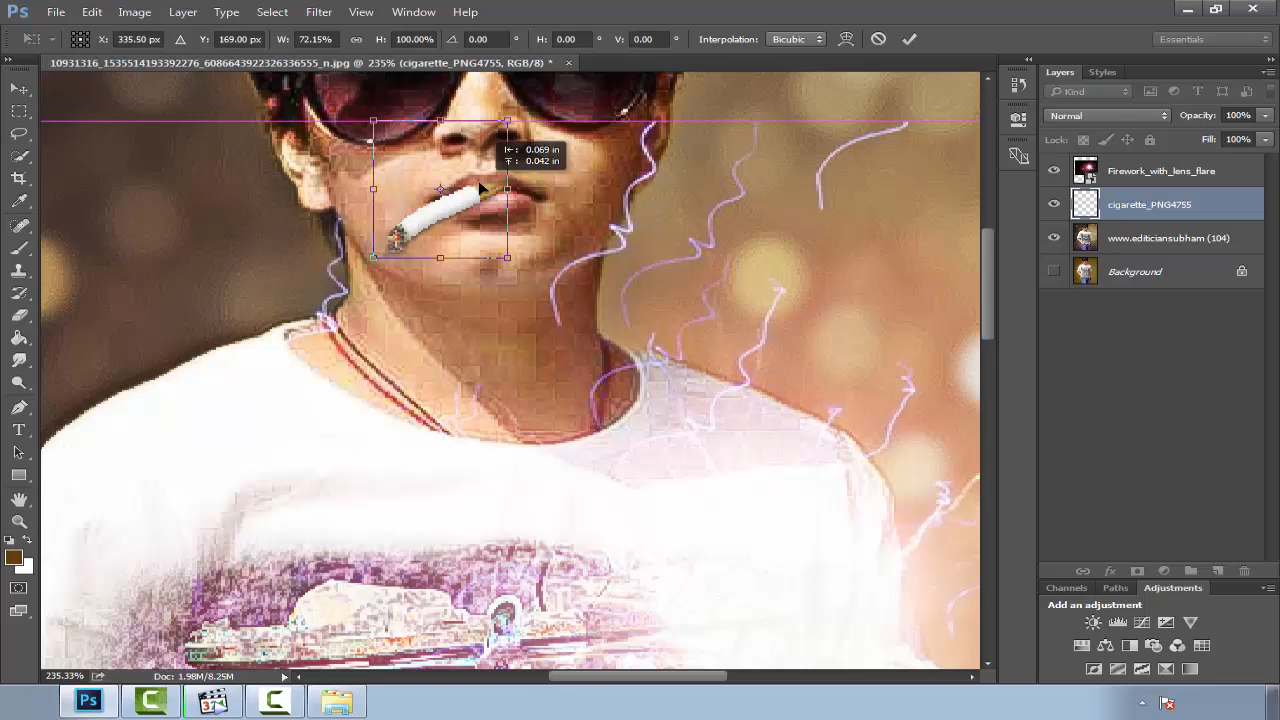 Ps File Edit Image Layer Type Select Filter View Window Help
X: 335.50 px Y: 169.00 px W: 72.15% H: 100.00% 0.00 ° H: 0.00 ° V: 0.00 ° Interpolation: Bicubic Essentials
10931316_1535514193392276_6086643922326336555_n.jpg @ 235% (cigarette_PNG4755, RGB/8) *
Layers Styles
Kind
Normal Opacity: 100%
Lock: Fill: 100%
Firework_with_lens_flare
cigarette_PNG4755
www.editiciansubham (104)
Background
0.069 in
0.042 in
Channels Paths Adjustments
Add an adjustment
235.33% Doc: 1.98M/8.25M
Ps C 37 C